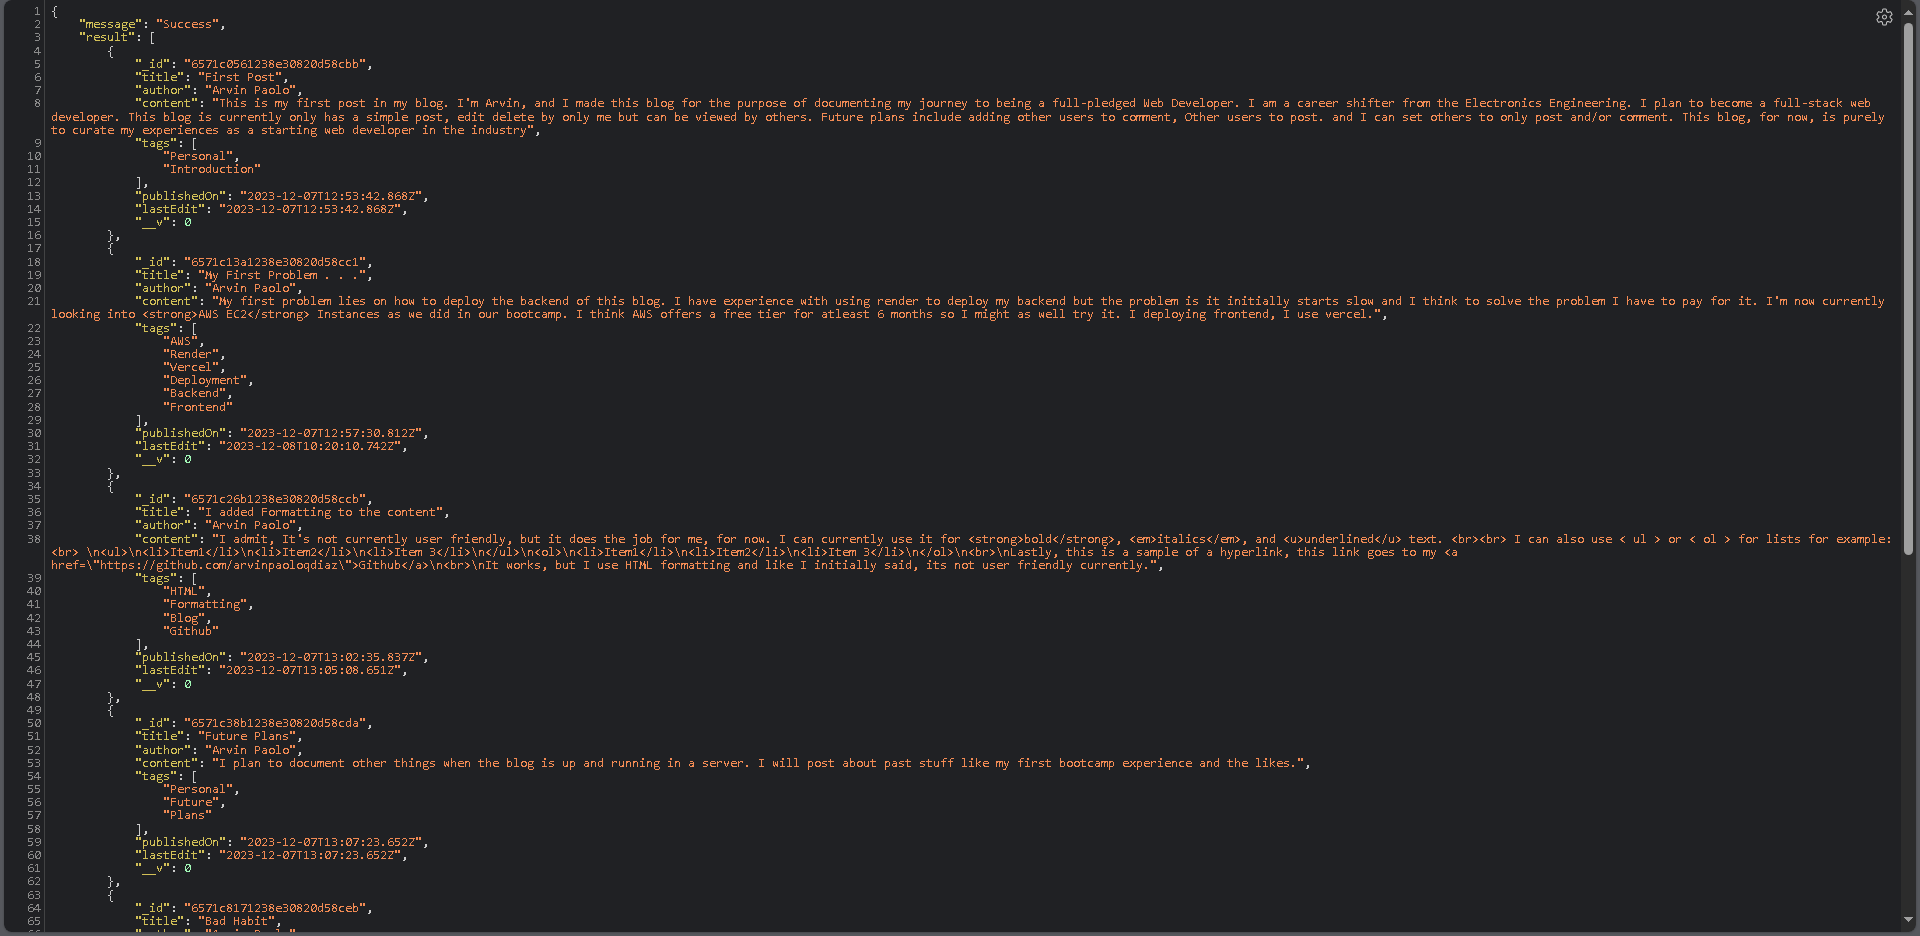 1 {
2 "message": "Success",
3 "result": [
4 {
5 "_id": "6571c0561238e30820d58cbb",
6 "title": "First Post",
7 "author": "Arvin Paolo",
8 "content": "This is my first post in my blog. I'm Arvin, and I made this blog for the purpose of documenting my journey to being a full-pledged Web Developer. I am a career shifter from the Electronics Engineering. I plan to become a full-stack web
developer. This blog is currently only has a simple post, edit delete by only me but can be viewed by others. Future plans include adding other users to comment, Other users to post. and I can set others to only post and/or comment. This blog, for now, is purely
to curate my experiences as a starting web developer in the industry",
9 "tags": [
10 "Personal",
11 "Introduction"
12 ],
13 "publishedOn": "2023-12-07T12:53:42.868Z",
14 "lastEdit": "2023-12-07T12:53:42.868Z",
15 "__v": 0
16 },
17 {
18 "_id": "6571c13a1238e30820d58cc1",
19 "title": "My First Problem . . .",
20 "author": "Arvin Paolo",
21 "content": "My first problem lies on how to deploy the backend of this blog. I have experience with using render to deploy my backend but the problem is it initially starts slow and I think to solve the problem I have to pay for it. I'm now currently
looking into <strong>AWS EC2</strong> Instances as we did in our bootcamp. I think AWS offers a free tier for atleast 6 months so I might as well try it. I deploying frontend, I use vercel.",
22 "tags": [
23 "AWS",
24 "Render",
25 "Vercel",
26 "Deployment",
27 "Backend",
28 "Frontend"
29 ],
30 "publishedOn": "2023-12-07T12:57:30.812Z",
31 "lastEdit": "2023-12-08T10:20:10.742Z",
32 "__v": 0
33 },
34 {
35 "_id": "6571c26b1238e30820d58ccb",
36 "title": "I added Formatting to the content",
37 "author": "Arvin Paolo",
38 "content": "I admit, It's not currently user friendly, but it does the job for me, for now. I can currently use it for <strong>bold</strong>, <em>italics</em>, and <u>underlined</u> text. <br><br> I can also use < ul > or < ol > for lists for example:
<br> \n<ul>\n<li>Item1</li>\n<li>Item2</li>\n<li>Item 3</li>\n</ul>\n<ol>\n<li>Item1</li>\n<li>Item2</li>\n<li>Item 3</li>\n</ol>\n<br>\nLastly, this is a sample of a hyperlink, this link goes to my <a
href=\"https://github.com/arvinpaoloqdiaz\">Github</a>\n<br>\nIt works, but I use HTML formatting and like I initially said, its not user friendly currently.",
39 "tags": [
40 "HTML",
41 "Formatting",
42 "Blog",
43 "Github"
44 ],
45 "publishedOn": "2023-12-07T13:02:35.837Z",
46 "lastEdit": "2023-12-07T13:05:08.651Z",
47 "__v": 0
48 },
49 {
50 "_id": "6571c38b1238e30820d58cda",
51 "title": "Future Plans",
52 "author": "Arvin Paolo",
53 "content": "I plan to document other things when the blog is up and running in a server. I will post about past stuff like my first bootcamp experience and the likes.",
54 "tags": [
55 "Personal",
56 "Future",
57 "Plans"
58 ],
59 "publishedOn": "2023-12-07T13:07:23.652Z",
60 "lastEdit": "2023-12-07T13:07:23.652Z",
61 "__v": 0
62 },
63 {
64 "_id": "6571c8171238e30820d58ceb",
65 "title": "Bad Habit",